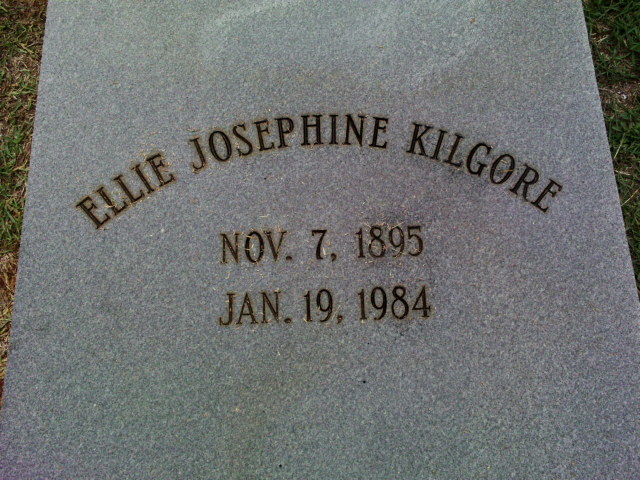 ELLIE JOSEPHINE KILGORE
NOV. 7, 1895
JAN. 19, 1984